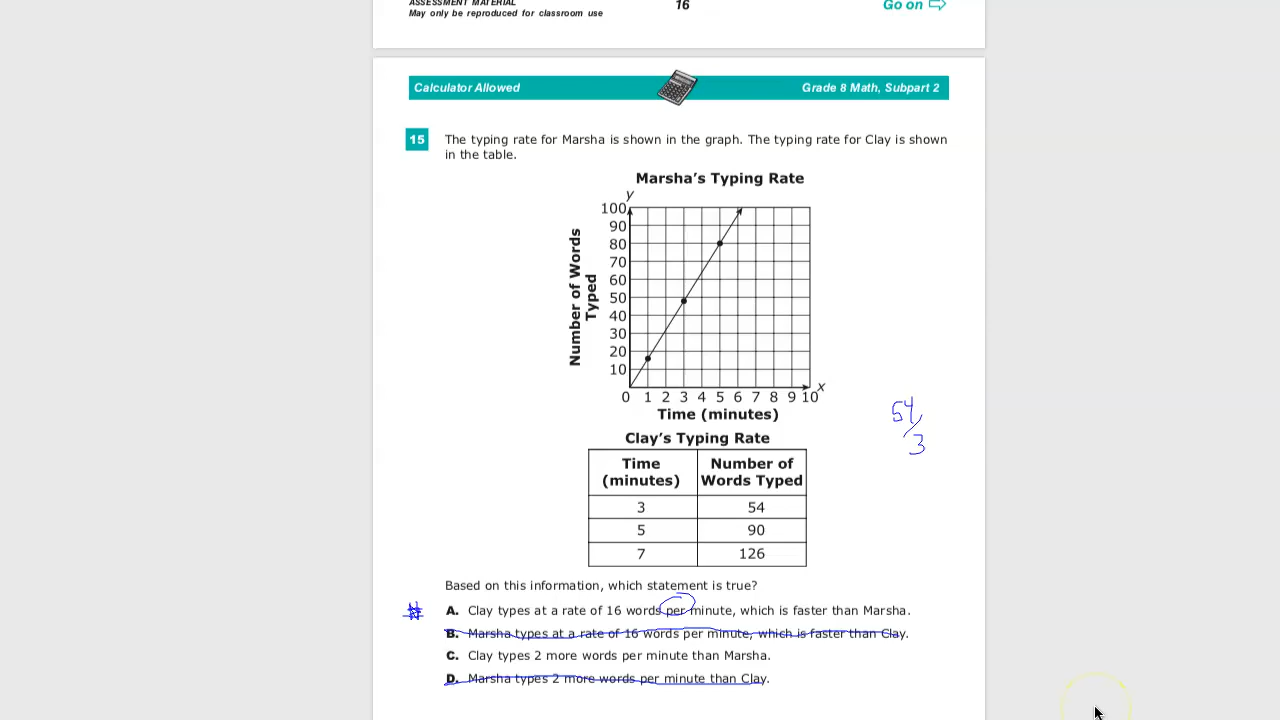 ASSESSMENT MATERIAL
May only be reproduced for classroom use
16
Go on
Calculator Allowed
Grade 8 Math, Subpart 2
15
The typing rate for Marsha is shown in the graph. The typing rate for Clay is shown
in the table.
Marsha's Typing Rate
y
100
90
80
70
60
50
40
30
20
10
Number of Words
Typed
0 1 2 3 4 5 6 7 8 9 10
x
Time (minutes)
54/3
Clay's Typing Rate
Time (minutes)
Number of Words Typed
3 54
5 90
7 126
Based on this information, which statement is true?
A. Clay types at a rate of 16 words per minute, which is faster than Marsha.
B. Marsha types at a rate of 16 words per minute, which is faster than Clay.
C. Clay types 2 more words per minute than Marsha.
D. Marsha types 2 more words per minute than Clay.